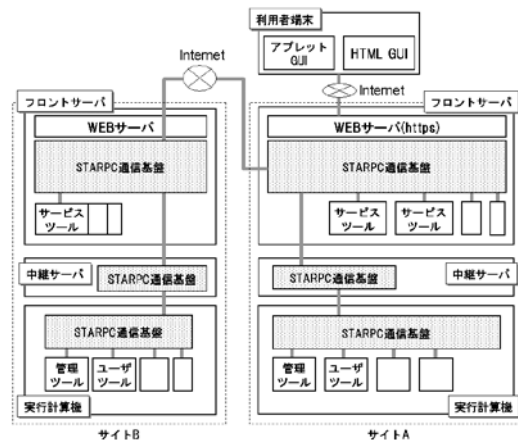 利用者端末
アプレット
GUI
HTML GUI
Internet
Internet
フロントサーバ
WEBサーバ
STARPC通信基盤
サービス
ツール
中継サーバ
STARPC通信基盤
STARPC通信基盤
管理
ツール
ユーザ
ツール
実行計算機
サイトB
フロントサーバ
WEBサーバ(https)
STARPC通信基盤
サービス
ツール
サービス
ツール
中継サーバ
STARPC通信基盤
STARPC通信基盤
管理
ツール
ユーザ
ツール
実行計算機
サイトA